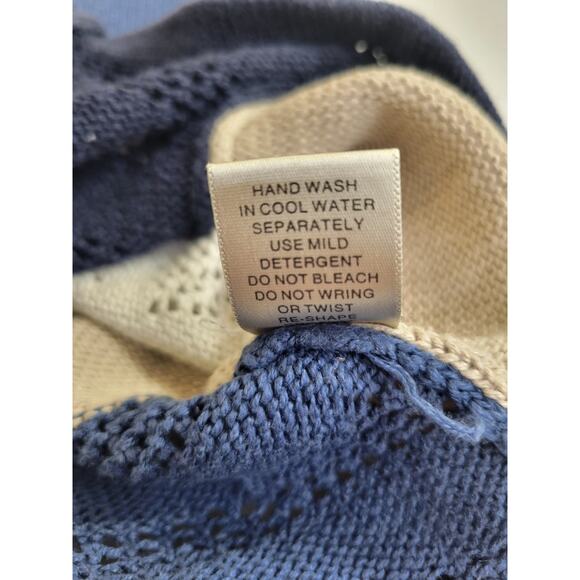 HAND WASH
IN COOL WATER
SEPARATELY
USE MILD
DETERGENT
DO NOT BLEACH
DO NOT WRING
OR TWIST
RE-SHAPE